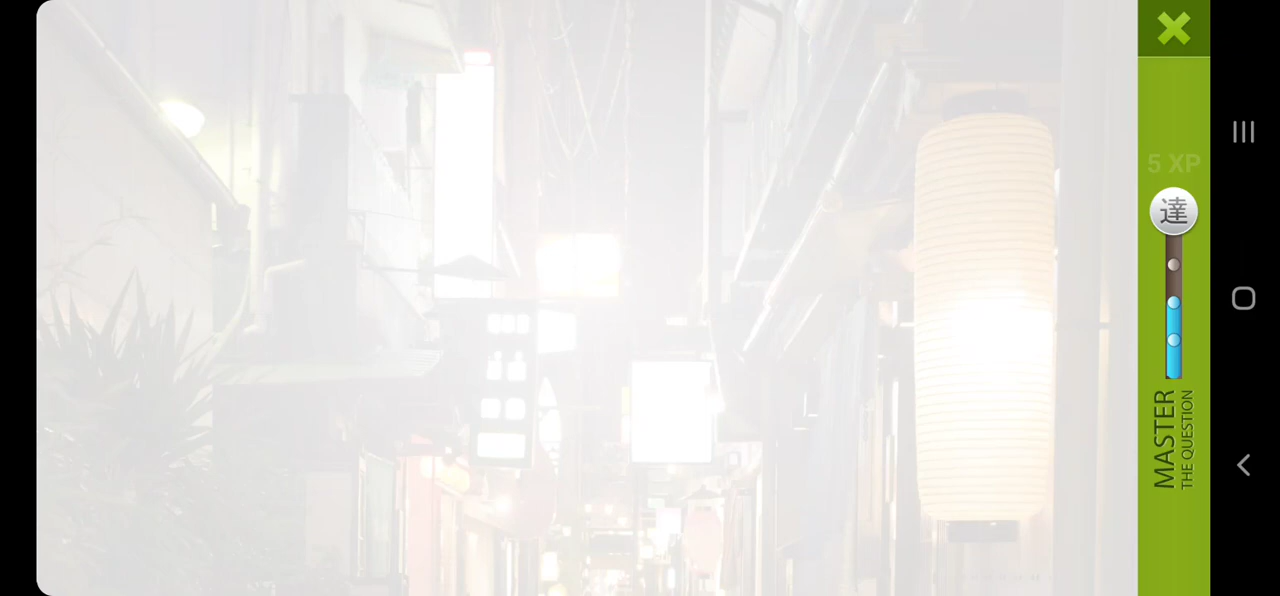 5 XP
達
MASTER
THE QUESTION